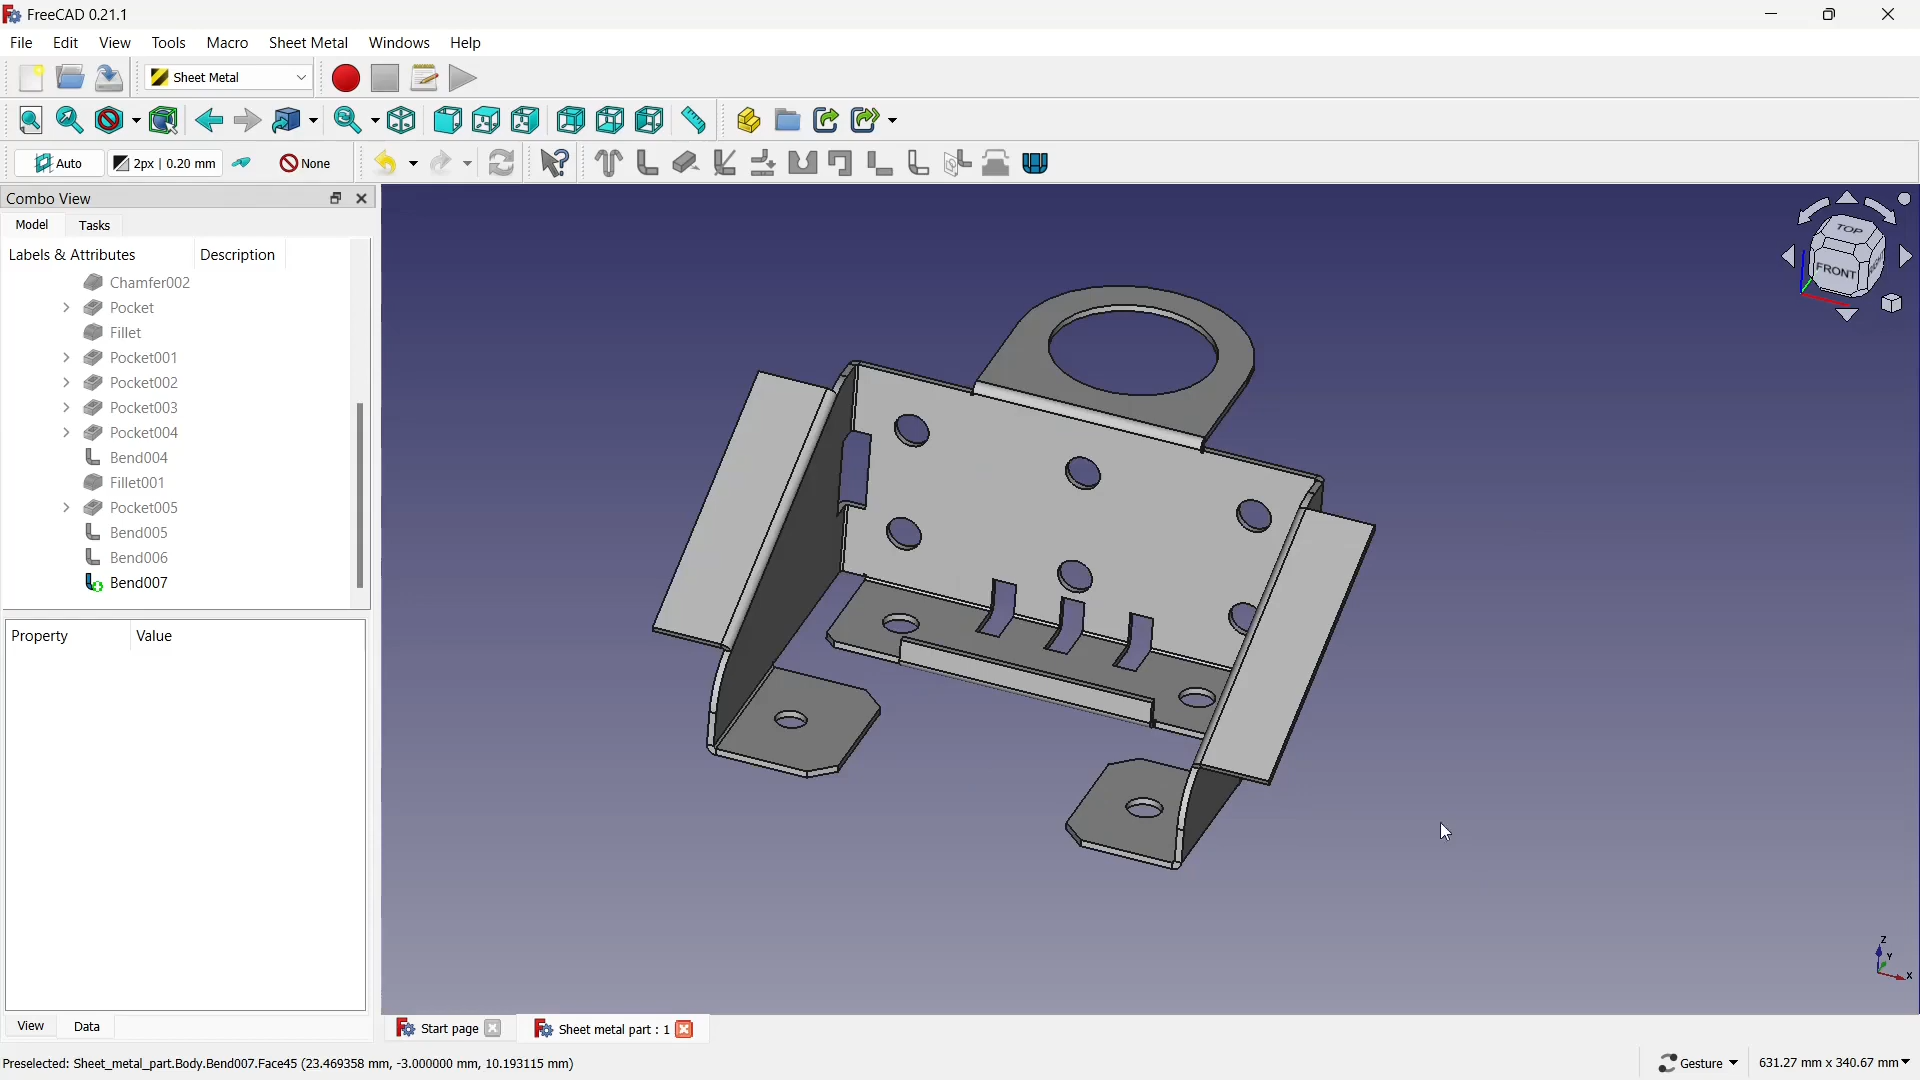 FreeCAD 0.21.1
File Edit View Tools Macro Sheet Metal Windows Help
Sheet Metal
Auto 2px | 0.20 mm None
Combo View
Model Tasks
Labels & Attributes Description
Chamfer002
Pocket
Fillet
Pocket001
Pocket002
Pocket003
Pocket004
Bend004
Fillet001
Pocket005
Bend005
Bend006
Bend007
Property Value
TOP
FRONT
Z
Y
X
View Data
Start page Sheet metal part : 1
Preselected: Sheet_metal_part.Body.Bend007.Face45 (23.469358 mm, -3.000000 mm, 10.193115 mm)
Gesture 631.27 mm x 340.67 mm